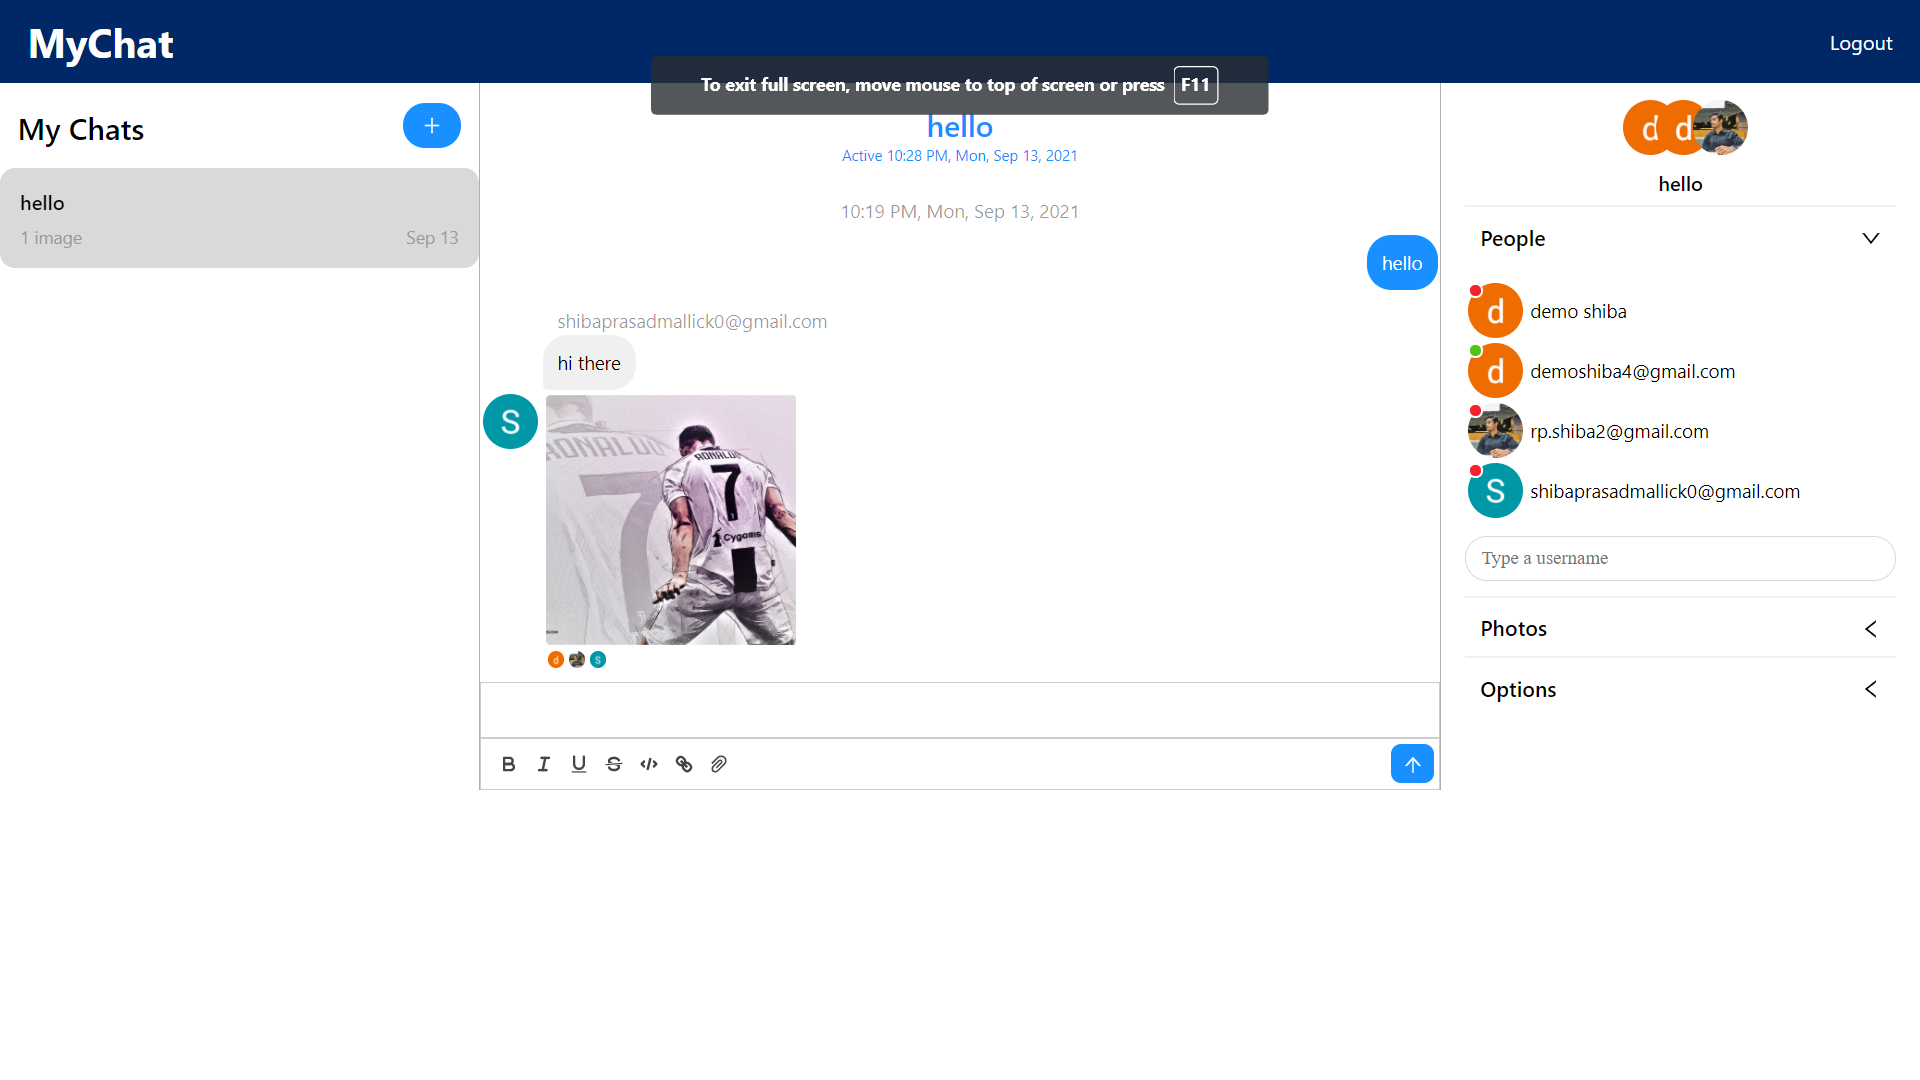 MyChat
Logout
To exit full screen, move mouse to top of screen or press F11
My Chats
+
hello
1 image
Sep 13
hello
Active 10:28 PM, Mon, Sep 13, 2021
10:19 PM, Mon, Sep 13, 2021
hello
shibaprasadmallick0@gmail.com
hi there
S
RONALDO
7
RONALDO
7
Cygames
d
S
B I U S </>
d d
hello
People
d demo shiba
d demoshiba4@gmail.com
rp.shiba2@gmail.com
S shibaprasadmallick0@gmail.com
Type a username
Photos
Options